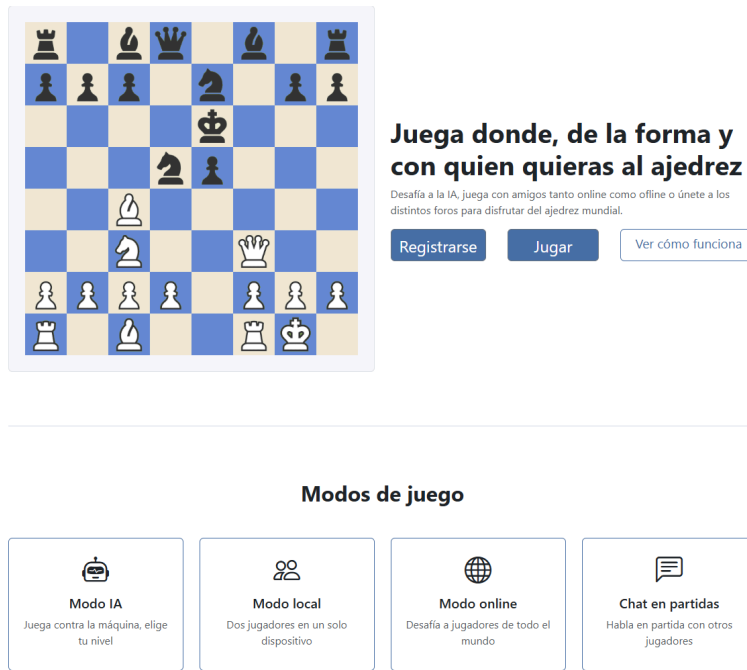 Juega donde, de la forma y
con quien quieras al ajedrez
Desafía a la IA, juega con amigos tanto online como ofline o únete a los
distintos foros para disfrutar del ajedrez mundial.
Registrarse
Jugar
Ver cómo funciona
Modos de juego
Modo IA
Juega contra la máquina, elige
tu nivel
Modo local
Dos jugadores en un solo
dispositivo
Modo online
Desafía a jugadores de todo el
mundo
Chat en partidas
Habla en partida con otros
jugadores